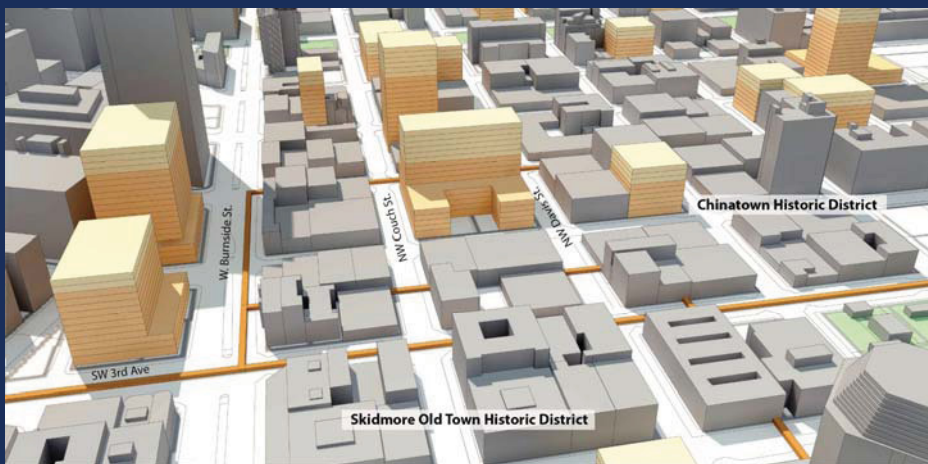 W. Burnside St.
NW Couch St.
NW Davis St.
Chinatown Historic District
SW 3rd Ave
Skidmore Old Town Historic District